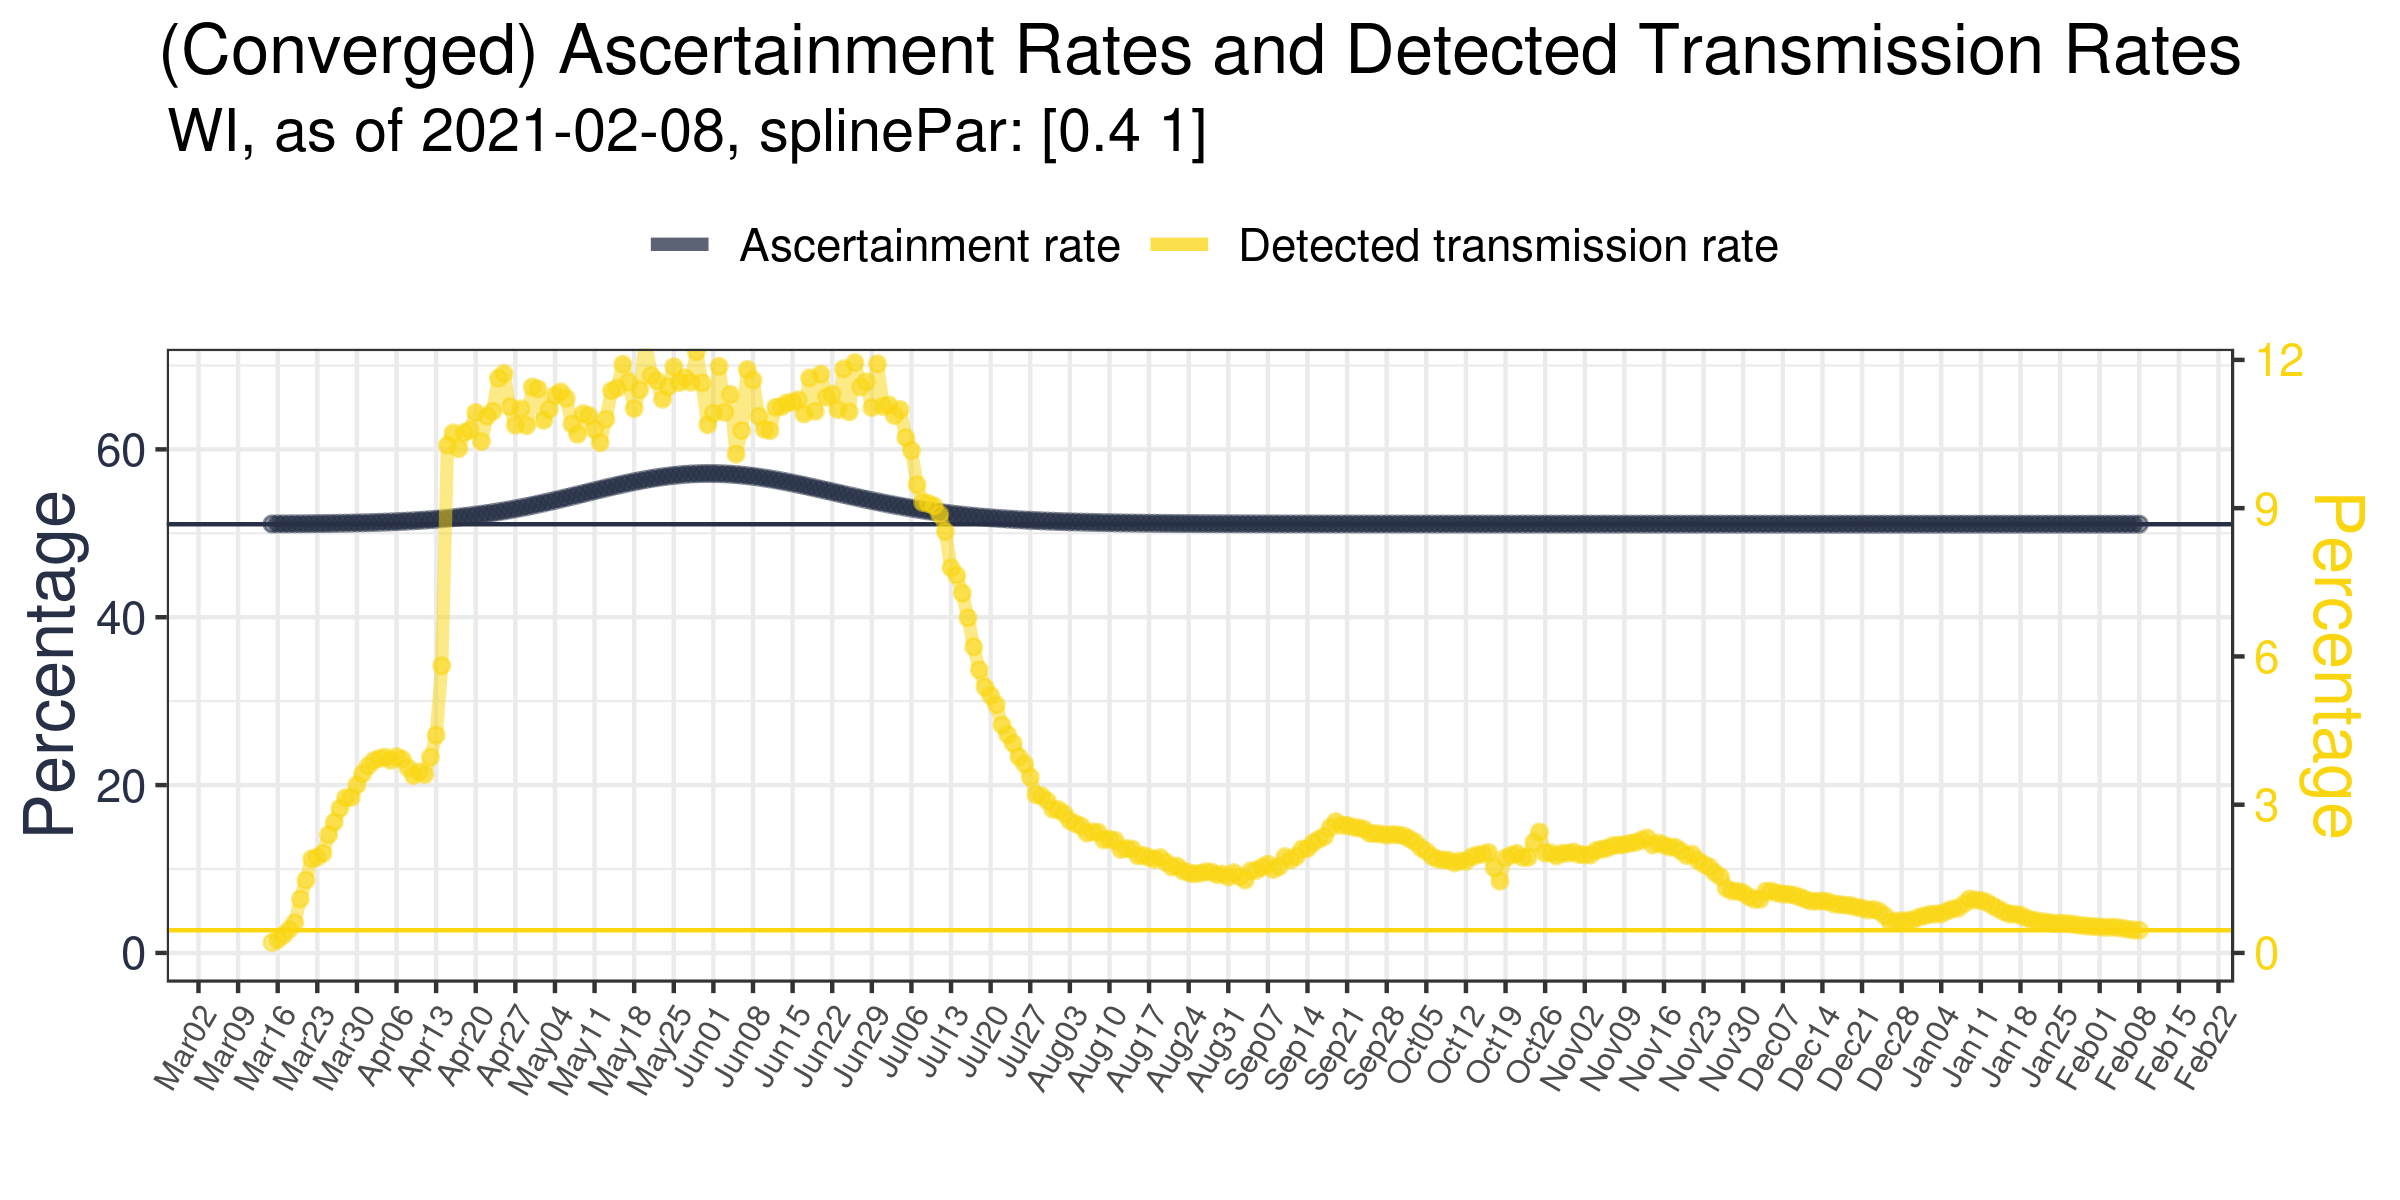 (Converged) Ascertainment Rates and Detected Transmission Rates
WI, as of 2021-02-08, splinePar: [0.4 1]
Ascertainment rate Detected transmission rate
Percentage
60
40
20
0
12
9
6
3
0
Percentage
Mar02 Mar09 Mar16 Mar23 Mar30 Apr06 Apr13 Apr20 Apr27 May04 May11 May18 May25 Jun01 Jun08 Jun15 Jun22 Jun29 Jul06 Jul13 Jul20 Jul27 Aug03 Aug10 Aug17 Aug24 Aug31 Sep07 Sep14 Sep21 Sep28 Oct05 Oct12 Oct19 Oct26 Nov02 Nov09 Nov16 Nov23 Nov30 Dec07 Dec14 Dec21 Dec28 Jan04 Jan11 Jan18 Jan25 Feb01 Feb08 Feb15 Feb22